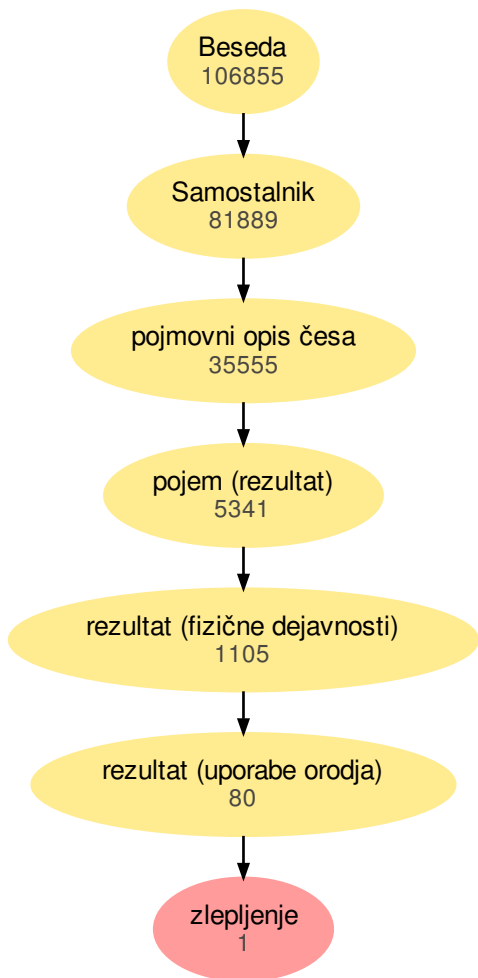 Beseda
106855
Samostalnik
81889
pojmovni opis česa
35555
pojem (rezultat)
5341
rezultat (fizične dejavnosti)
1105
rezultat (uporabe orodja)
80
zlepljenje
1